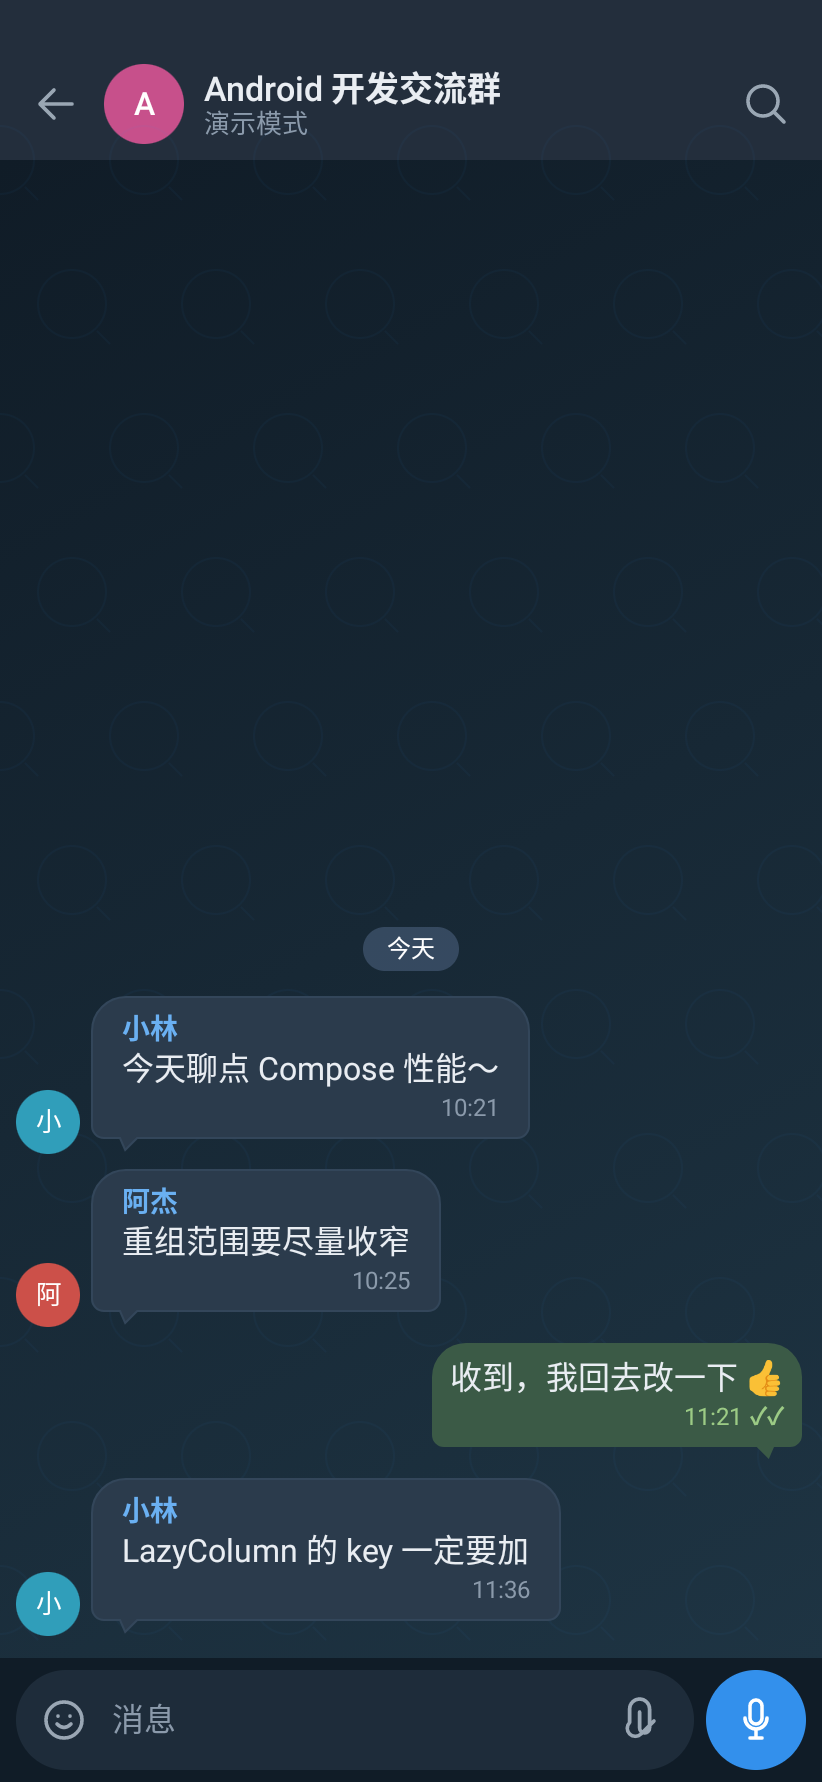 A
Android 开发交流群
演示模式
今天
小林
今天聊点 Compose 性能～
10:21
小
阿杰
重组范围要尽量收窄
10:25
阿
收到，我回去改一下 👍
11:21 ✓✓
小林
LazyColumn 的 key 一定要加
11:36
小
消息